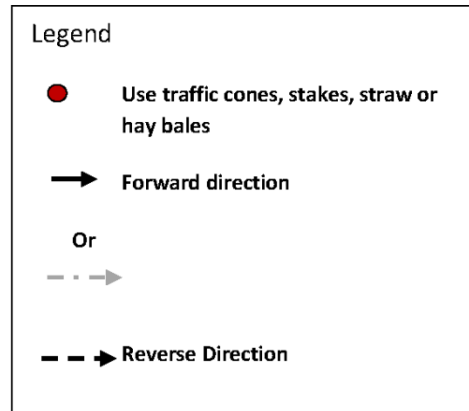 Legend
Use traffic cones, stakes, straw or
hay bales
Forward direction
Or
Reverse Direction